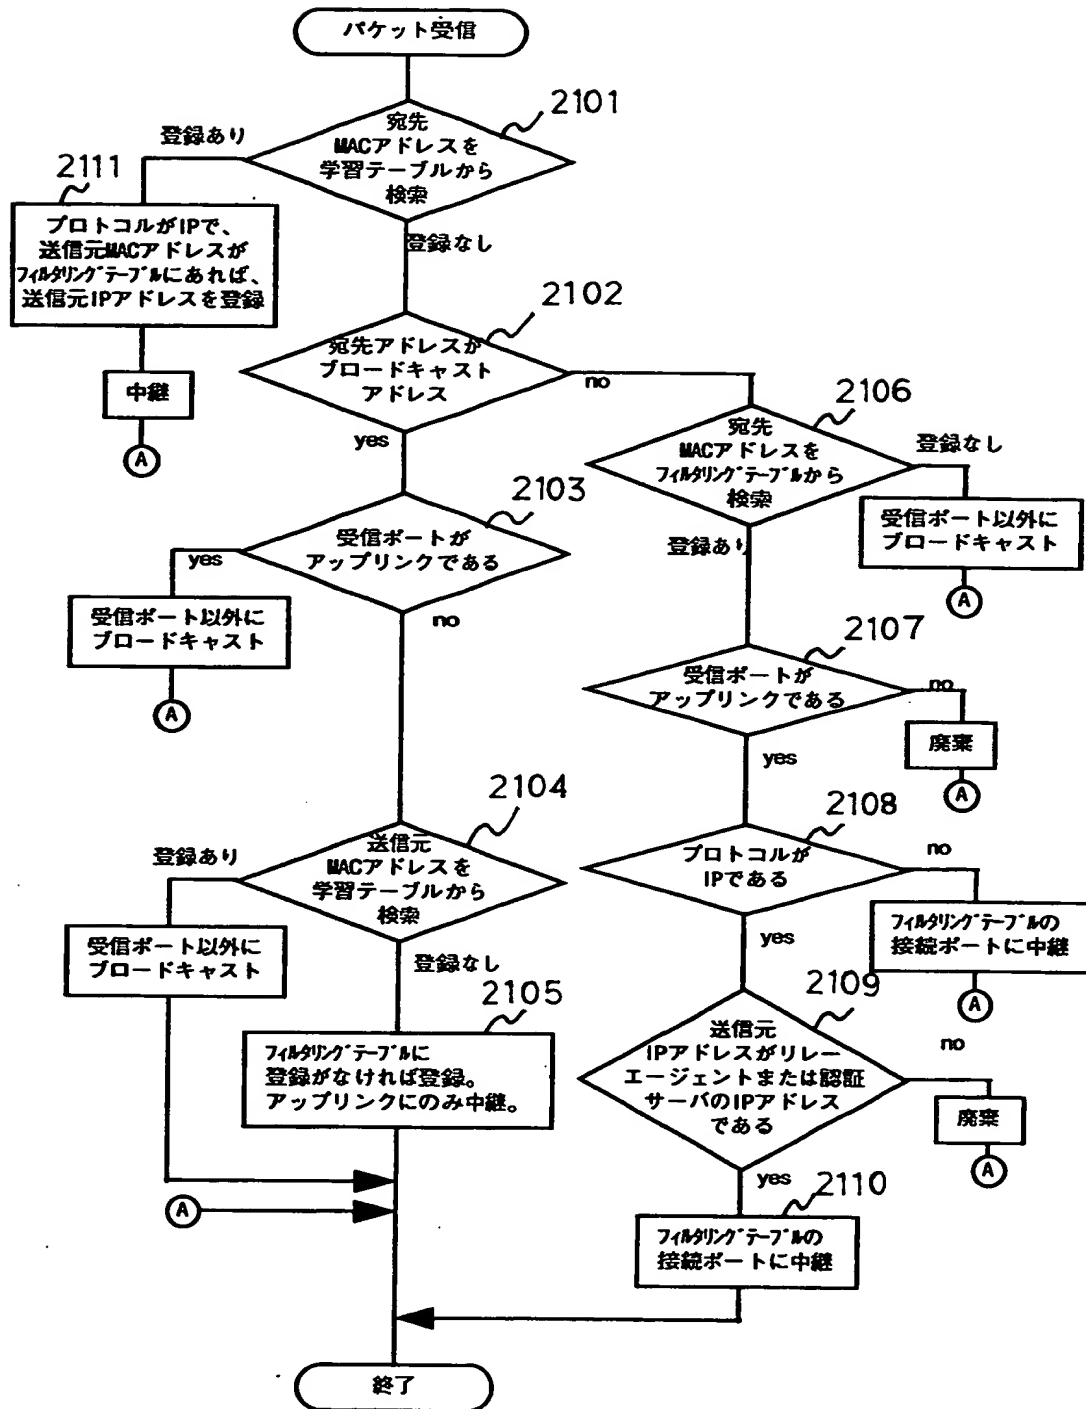 パケット受信
2101
宛先
MACアドレスを
学習テーブルから
検索
登録あり
2111
プロトコルがIPで、
送信元MACアドレスが
フィルタリングテーブルにあれば、
送信元IPアドレスを登録
中継
A
登録なし
2102
宛先アドレスが
ブロードキャスト
アドレス
no
yes
2106
宛先
MACアドレスを
フィルタリングテーブルから
検索
登録なし
受信ポート以外に
ブロードキャスト
A
登録あり
2103
受信ポートが
アップリンクである
yes
受信ポート以外に
ブロードキャスト
A
no
2107
受信ポートが
アップリンクである
no
廃棄
A
yes
2104
送信元
MACアドレスを
学習テーブルから
検索
登録あり
受信ポート以外に
ブロードキャスト
登録なし
2105
フィルタリングテーブルに
登録がなければ登録。
アップリンクにのみ中継。
2108
プロトコルが
IPである
no
フィルタリングテーブルの
接続ポートに中継
A
yes
2109
送信元
IPアドレスがリレー
エージェントまたは認証
サーバのIPアドレス
である
no
廃棄
A
yes
2110
フィルタリングテーブルの
接続ポートに中継
A
終了